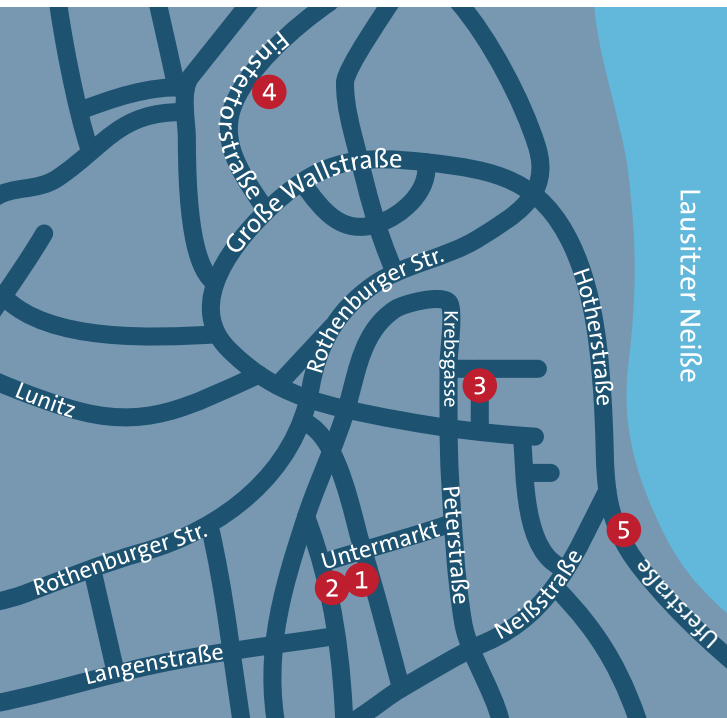 Finstertorstraße
4
Große Wallstraße
Lausitzer Neiße
Rothenburger Str.
Hotherstraße
Krebsgasse
3
Lunitz
Peterstraße
5
Rothenburger Str.
Untermarkt
2
1
Neißstraße
Uferstraße
Langenstraße